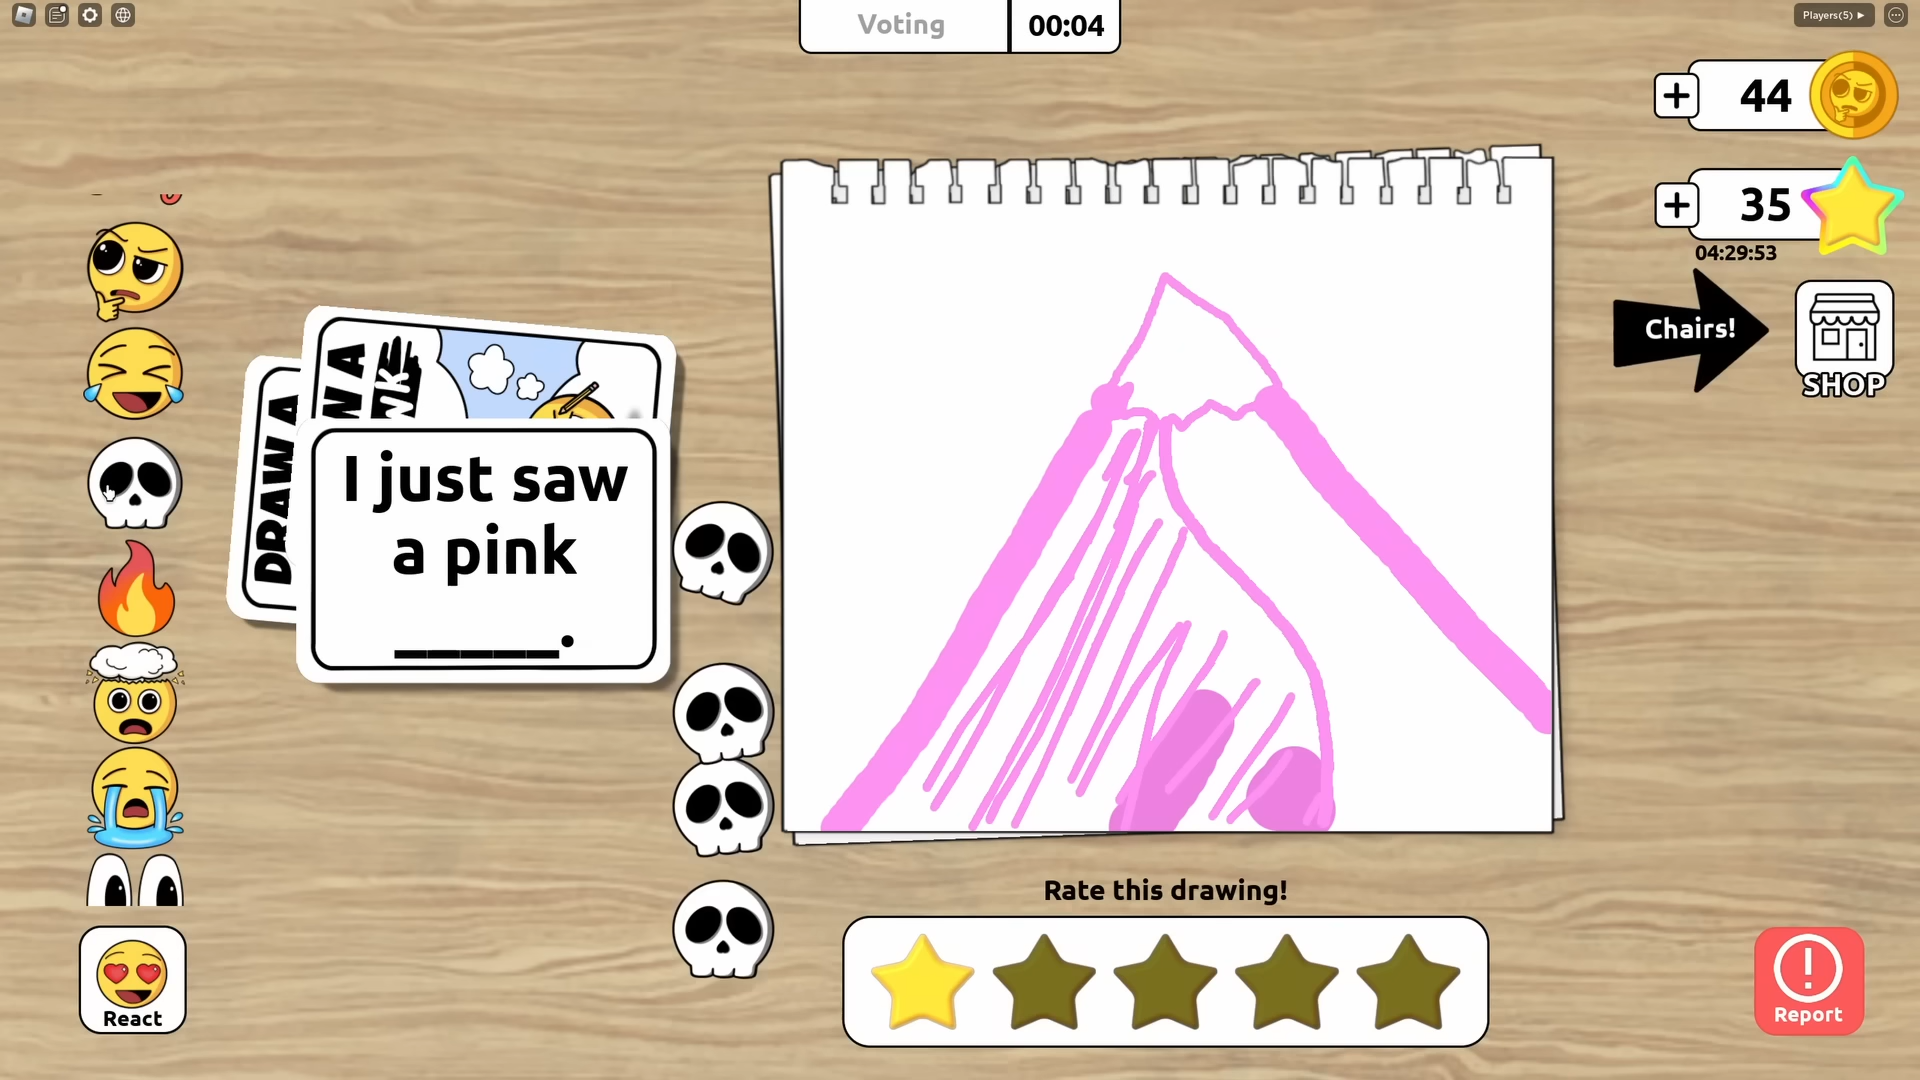 Voting
00:04
Players(5)
44
35
04:29:53
Chairs!
SHOP
DRAW A
I just saw
a pink
______.
Rate this drawing!
React
Report